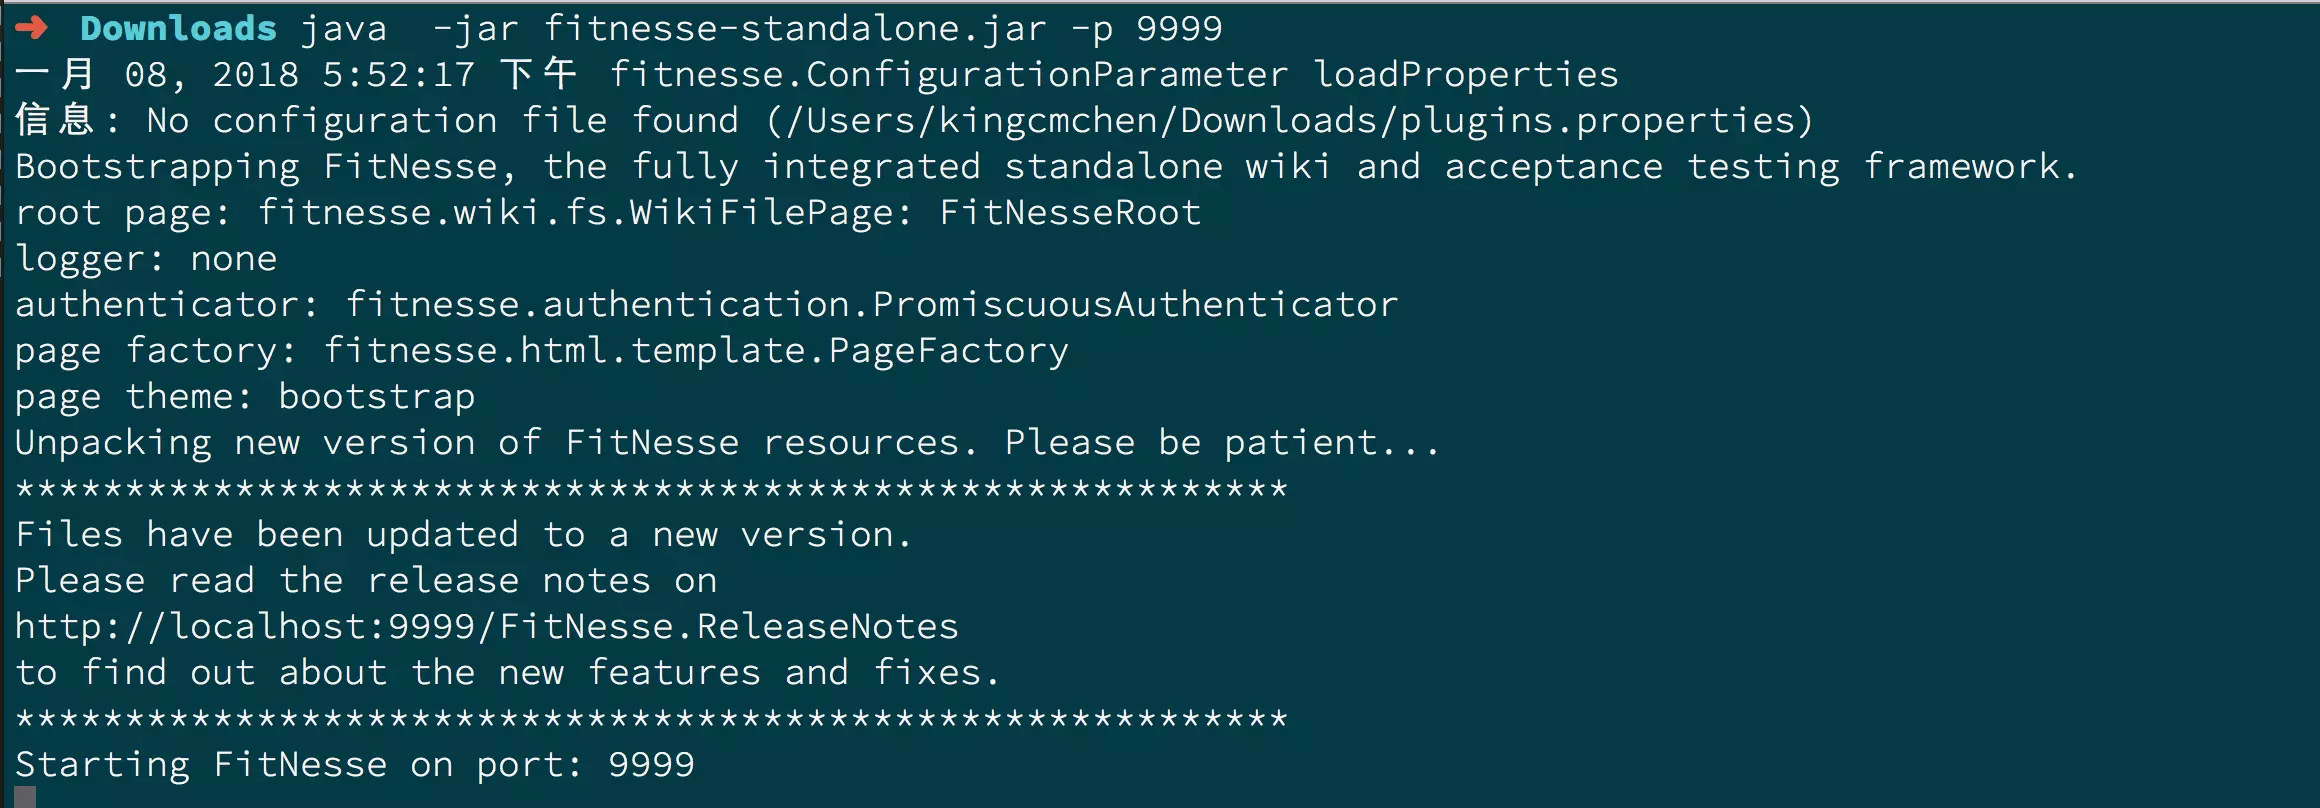 ➜ Downloads java  -jar fitnesse-standalone.jar -p 9999
一月 08, 2018 5:52:17 下午 fitnesse.ConfigurationParameter loadProperties
信息: No configuration file found (/Users/kingcmchen/Downloads/plugins.properties)
Bootstrapping FitNesse, the fully integrated standalone wiki and acceptance testing framework.
root page: fitnesse.wiki.fs.WikiFilePage: FitNesseRoot
logger: none
authenticator: fitnesse.authentication.PromiscuousAuthenticator
page factory: fitnesse.html.template.PageFactory
page theme: bootstrap
Unpacking new version of FitNesse resources. Please be patient...
**********************************************************
Files have been updated to a new version.
Please read the release notes on
http://localhost:9999/FitNesse.ReleaseNotes
to find out about the new features and fixes.
**********************************************************
Starting FitNesse on port: 9999